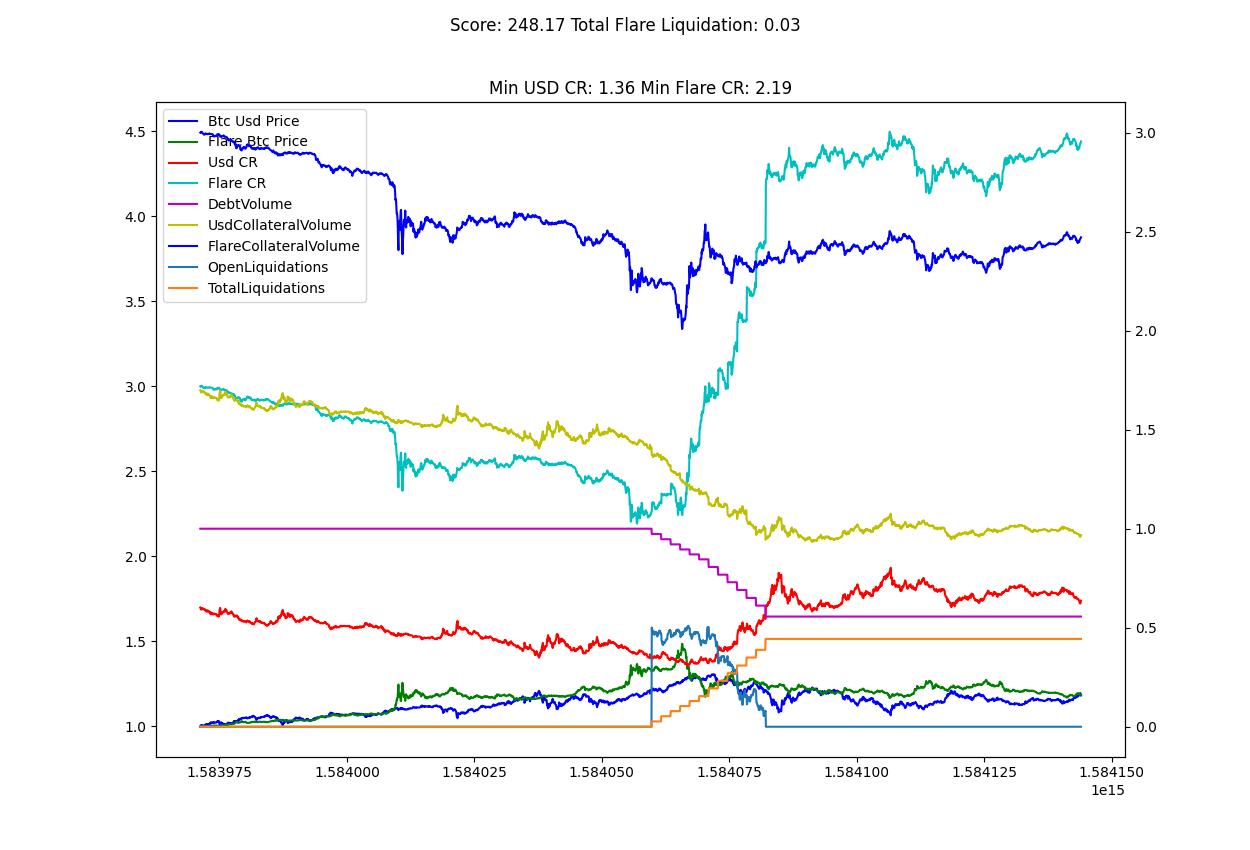 Score: 248.17 Total Flare Liquidation: 0.03
Min USD CR: 1.36 Min Flare CR: 2.19
Btc Usd Price
Flare Btc Price
Usd CR
Flare CR
DebtVolume
UsdCollateralVolume
FlareCollateralVolume
OpenLiquidations
TotalLiquidations
4.5
4.0
3.5
3.0
2.5
2.0
1.5
1.0
3.0
2.5
2.0
1.5
1.0
0.5
0.0
1.583975 1.584000 1.584025 1.584050 1.584075 1.584100 1.584125 1.584150
1e15